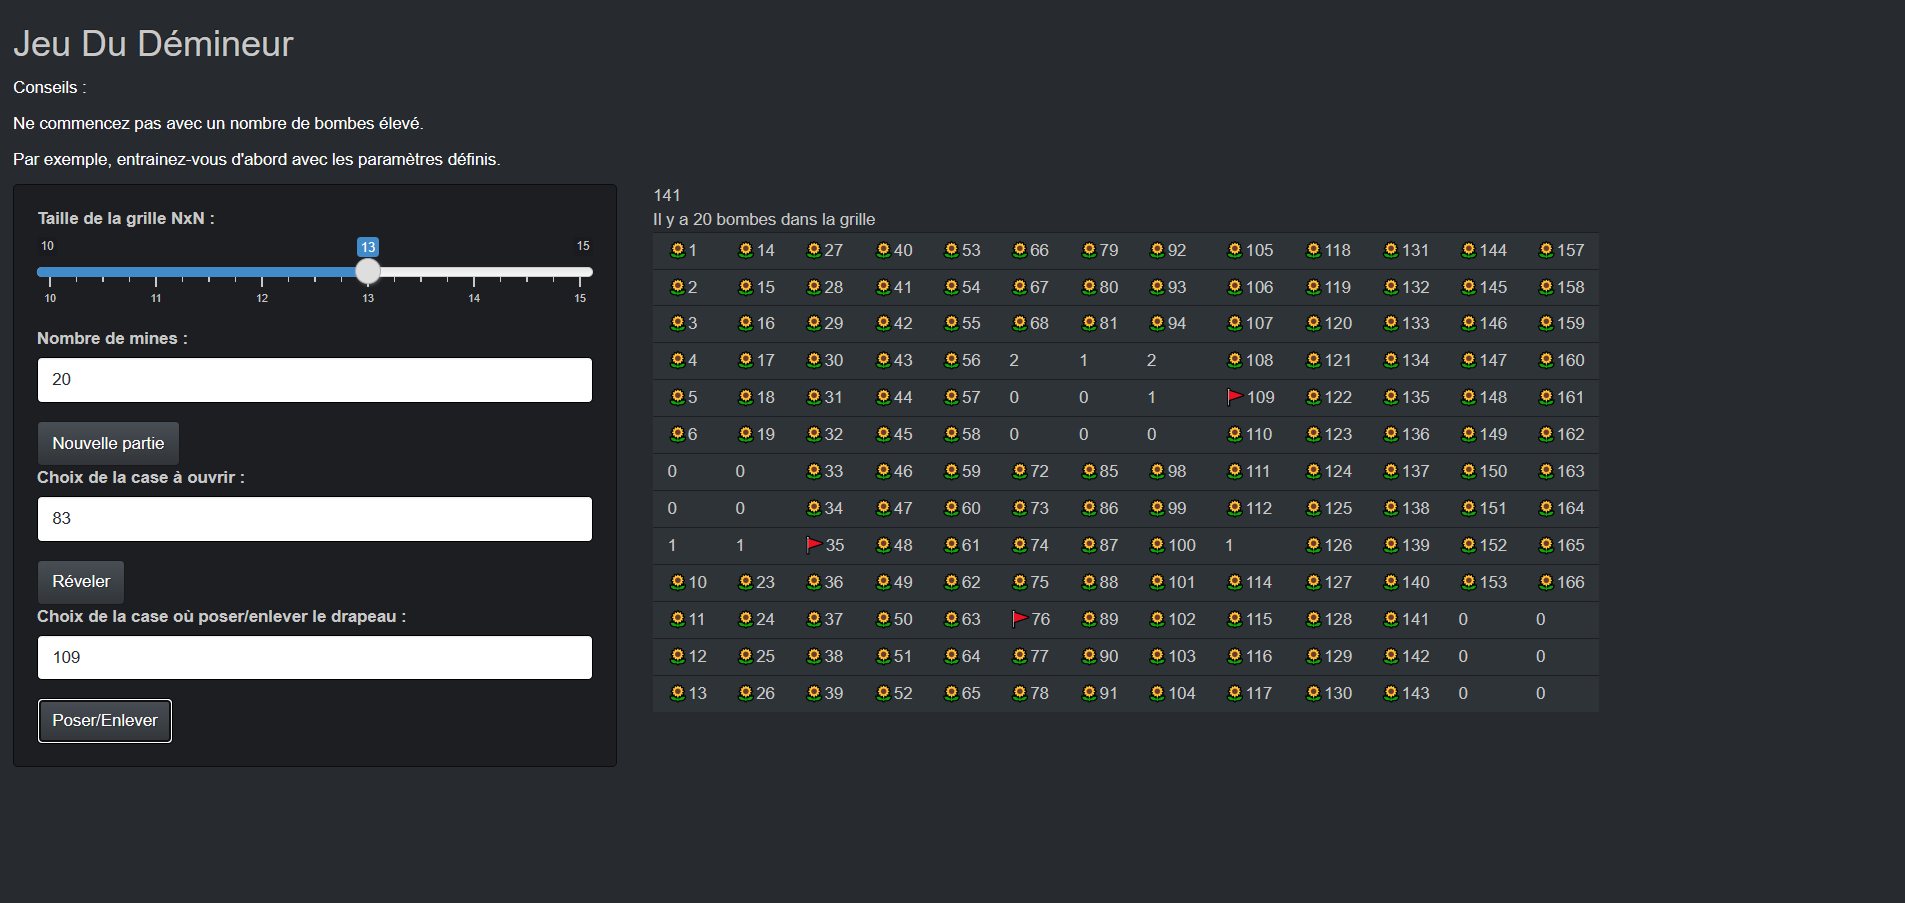 Jeu Du Démineur
Conseils :
Ne commencez pas avec un nombre de bombes élevé.
Par exemple, entrainez-vous d'abord avec les paramètres définis.
Taille de la grille NxN :
10 13 15
10 11 12 13 14 15
Nombre de mines :
20
Nouvelle partie
Choix de la case à ouvrir :
83
Réveler
Choix de la case où poser/enlever le drapeau :
109
Poser/Enlever
141
Il y a 20 bombes dans la grille
1 14 27 40 53 66 79 92 105 118 131 144 157
2 15 28 41 54 67 80 93 106 119 132 145 158
3 16 29 42 55 68 81 94 107 120 133 146 159
4 17 30 43 56 2 1 2 108 121 134 147 160
5 18 31 44 57 0 0 1 109 122 135 148 161
6 19 32 45 58 0 0 0 110 123 136 149 162
0 0 33 46 59 72 85 98 111 124 137 150 163
0 0 34 47 60 73 86 99 112 125 138 151 164
1 1 35 48 61 74 87 100 1 126 139 152 165
10 23 36 49 62 75 88 101 114 127 140 153 166
11 24 37 50 63 76 89 102 115 128 141 0 0
12 25 38 51 64 77 90 103 116 129 142 0 0
13 26 39 52 65 78 91 104 117 130 143 0 0